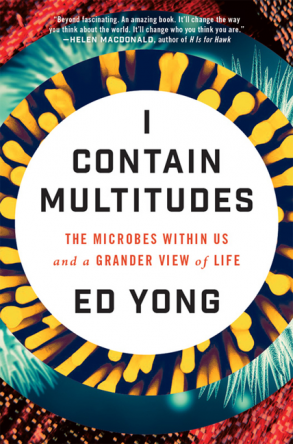 "Beyond fascinating. An amazing book. It'll change the way
you think about the world. It'll change who you think you are."
—HELEN MACDONALD, author of H Is for Hawk
I
CONTAIN
MULTITUDES
THE MICROBES WITHIN US
and a GRANDER VIEW of LIFE
ED YONG